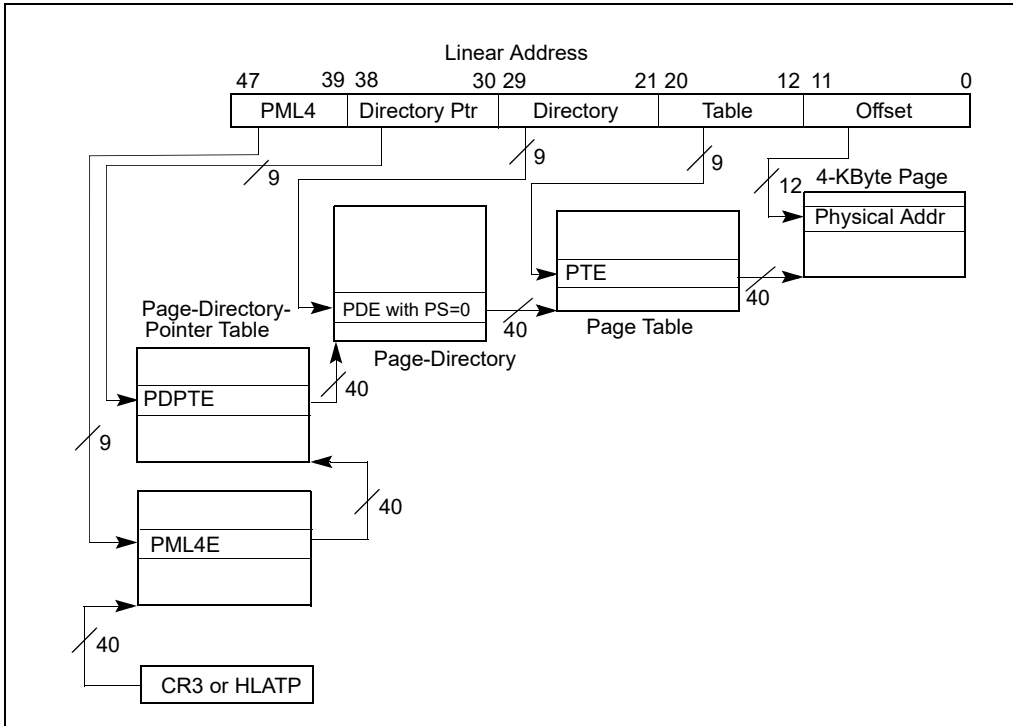 Linear Address
47 39 38 30 29 21 20 12 11 0
PML4 Directory Ptr Directory Table Offset
9
9
9
12
4-KByte Page
Physical Addr
PTE
40
Page Table
PDE with PS=0
40
Page-Directory
Page-Directory-
Pointer Table
PDPTE
40
9
40
PML4E
40
CR3 or HLATP